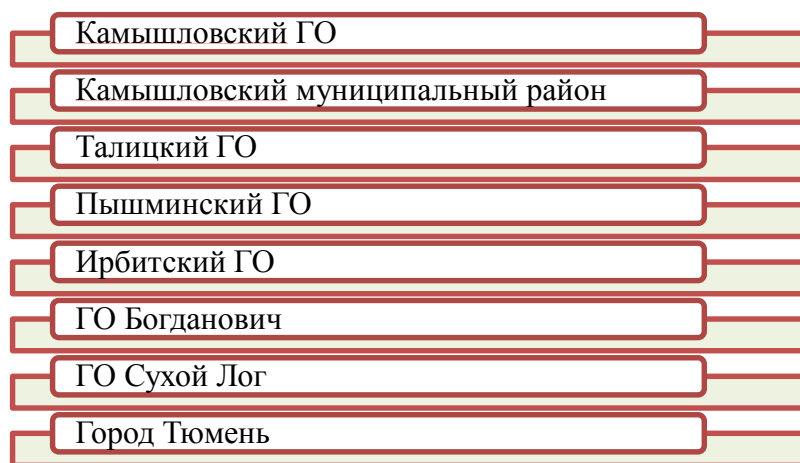 Камышловский ГО
Камышловский муниципальный район
Талицкий ГО
Пышминский ГО
Ирбитский ГО
ГО Богданович
ГО Сухой Лог
Город Тюмень